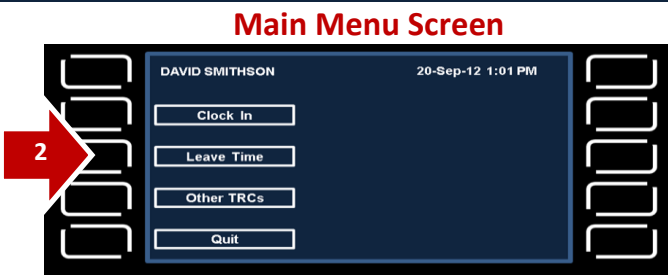 Main Menu Screen
DAVID SMITHSON 20-Sep-12 1:01 PM
Clock In
2
Leave Time
Other TRCs
Quit